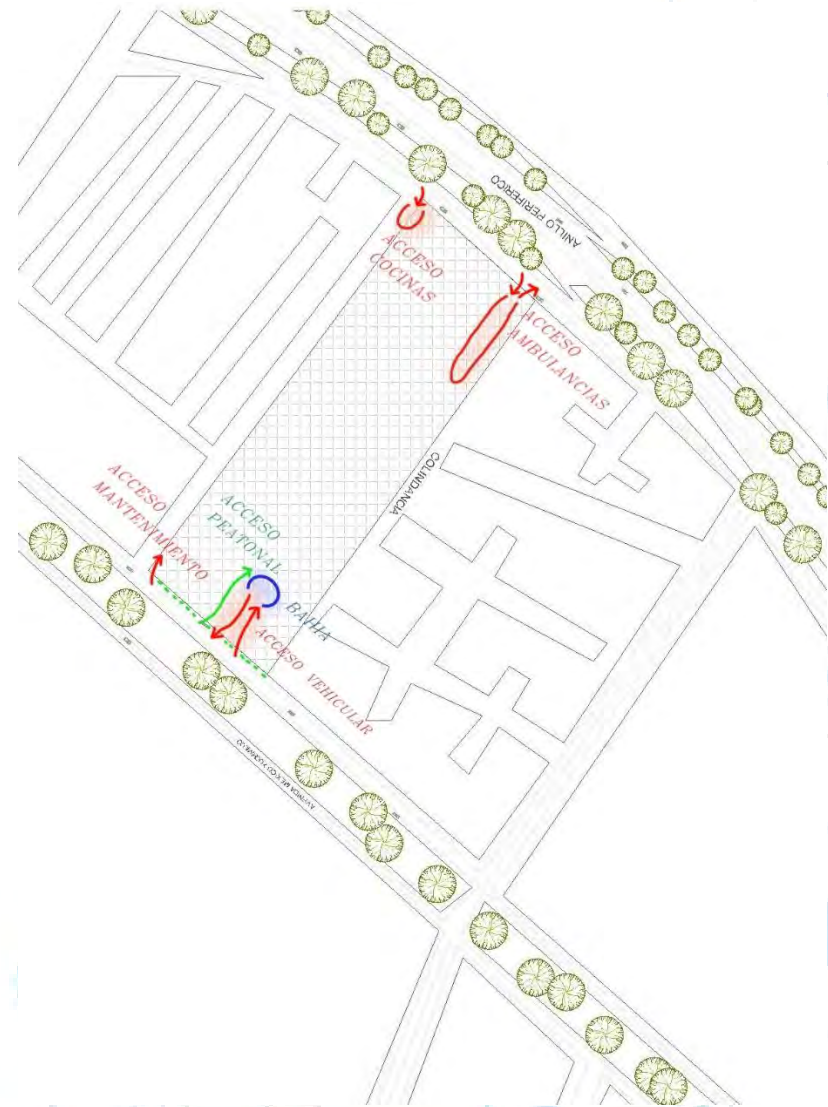 ANILLO PERIFERICO
ACCESO
COCINAS
ACCESO
AMBULANCIAS
COLINDANCIA
ACCESO
MANTENIMIENTO
ACCESO
PEATONAL
BAHIA
ACCESO VEHICULAR